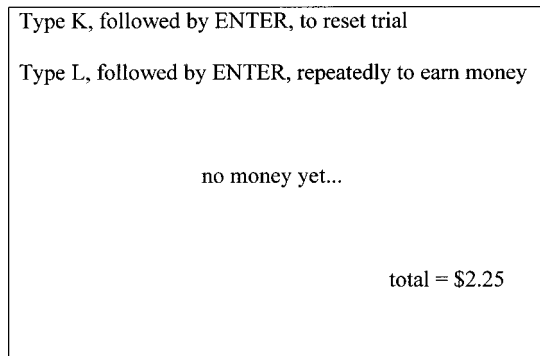 Type K, followed by ENTER, to reset trial
Type L, followed by ENTER, repeatedly to earn money
no money yet...
total = $2.25